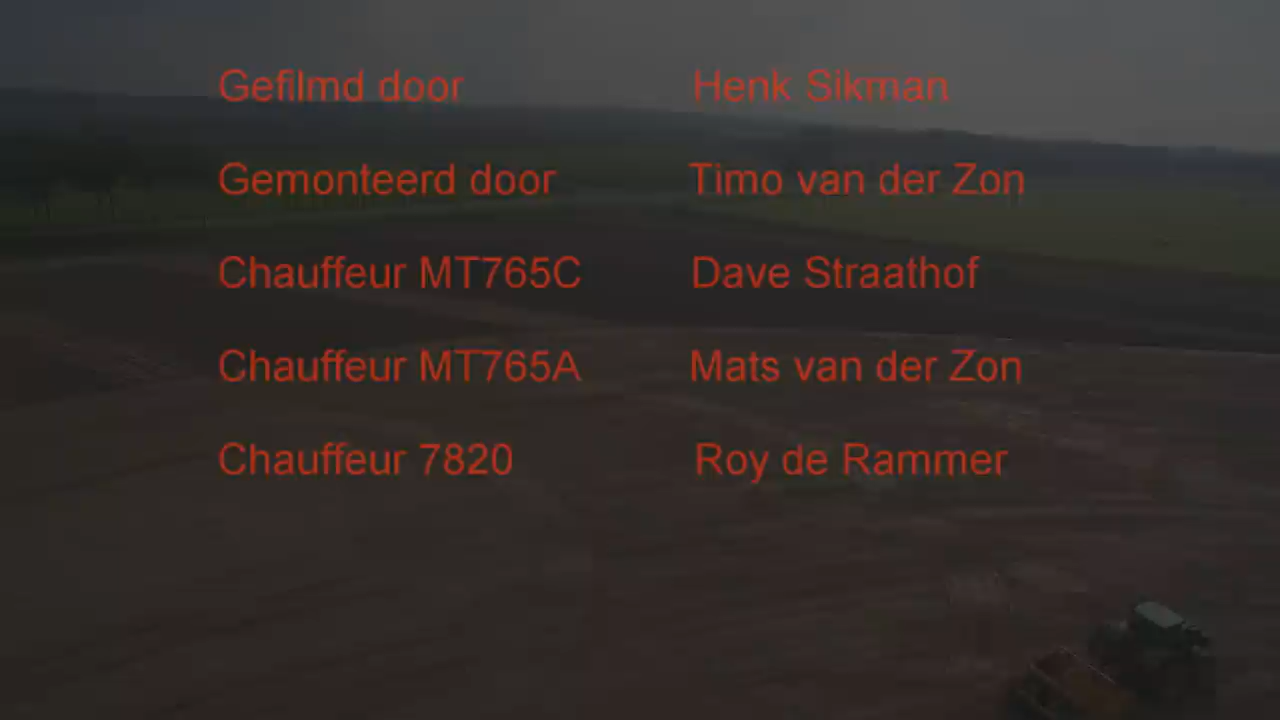 Gefilmd door Henk Sikman
Gemonteerd door Timo van der Zon
Chauffeur MT765C Dave Straathof
Chauffeur MT765A Mats van der Zon
Chauffeur 7820 Roy de Rammer